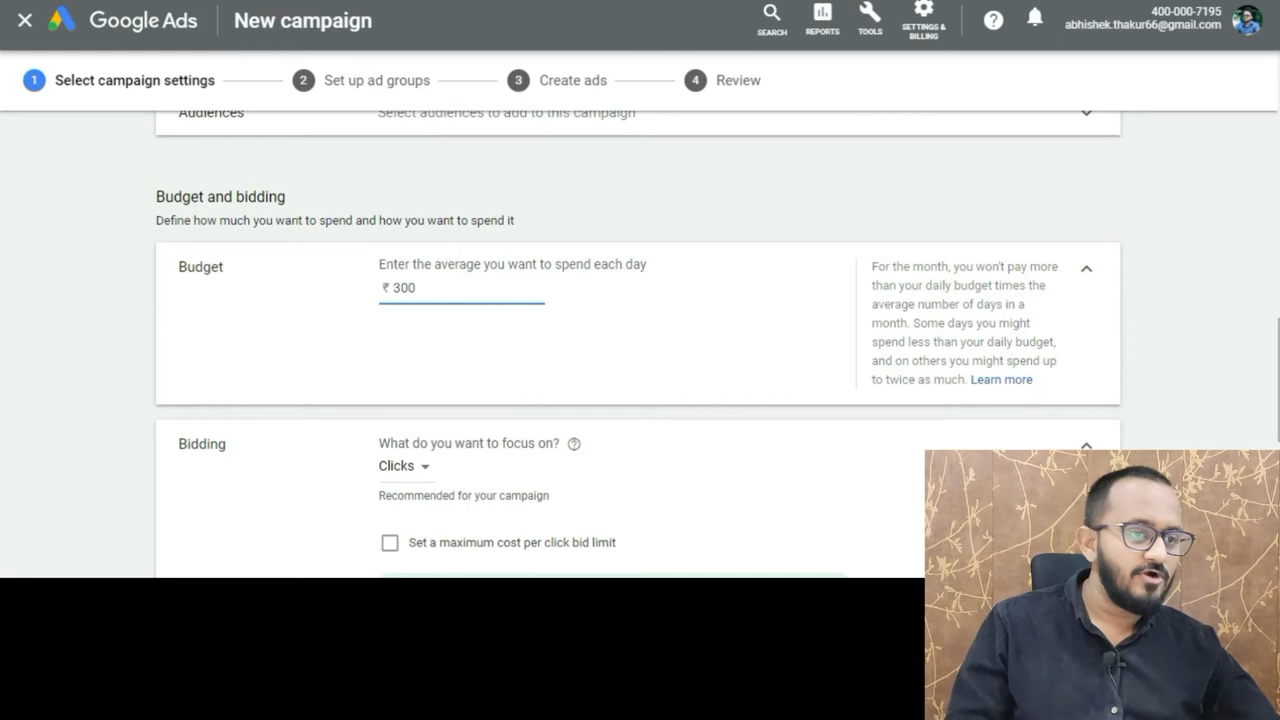 Google Ads
New campaign
SEARCH
REPORTS
TOOLS
SETTINGS &
BILLING
400-000-7195
abhishek.thakur66@gmail.com
1 Select campaign settings
2 Set up ad groups
3 Create ads
4 Review
Audiences
Select audiences to add to this campaign
Budget and bidding
Define how much you want to spend and how you want to spend it
Budget
Enter the average you want to spend each day
₹ 300
For the month, you won't pay more
than your daily budget times the
average number of days in a
month. Some days you might
spend less than your daily budget,
and on others you might spend up
to twice as much. Learn more
Bidding
What do you want to focus on?
Clicks
Recommended for your campaign
Set a maximum cost per click bid limit